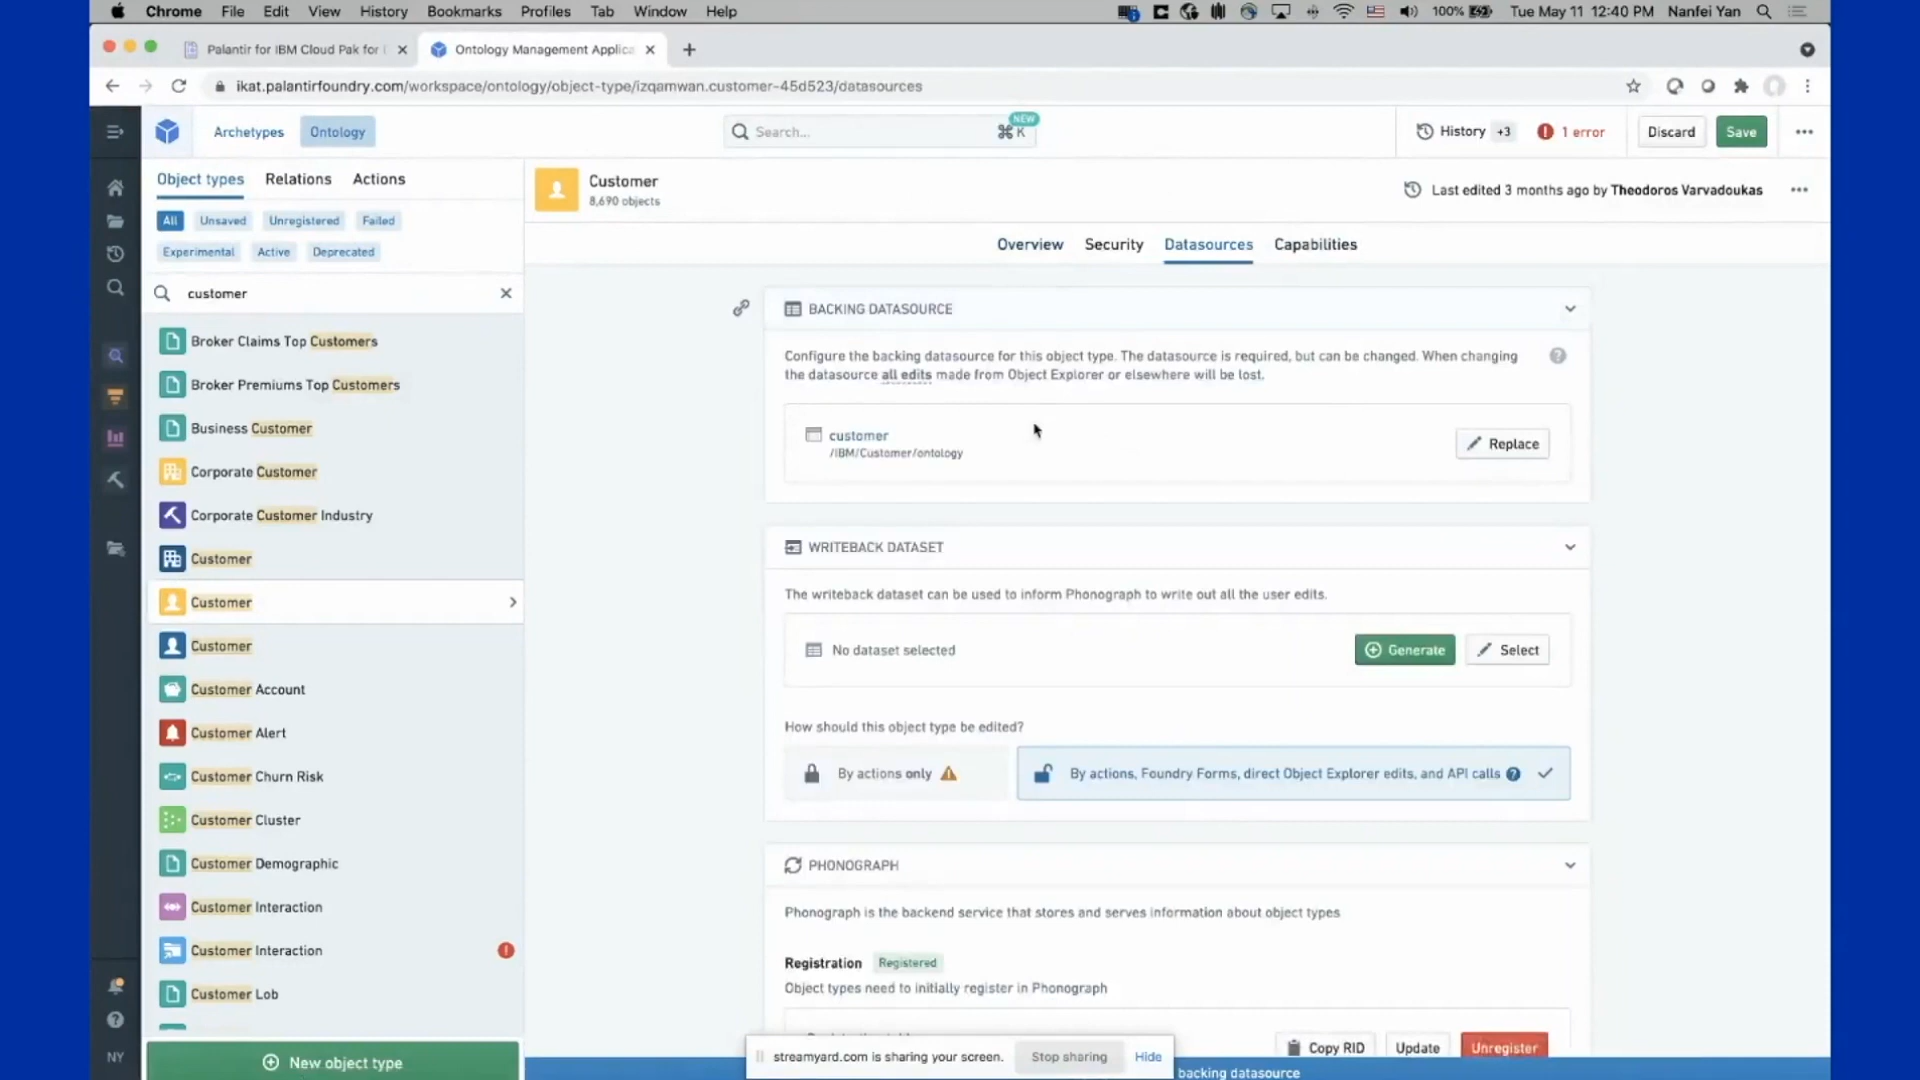 Chrome File Edit View History Bookmarks Profiles Tab Window Help
100% Tue May 11 12:40 PM Nanfei Yan
Palantir for IBM Cloud Pak for
Ontology Management Applica
ikat.palantirfoundry.com/workspace/ontology/object-type/izqamwan.customer-45d523/datasources
Archetypes Ontology
Search... ⌘ K
NEW
History +3 1 error Discard Save
Object types Relations Actions
All Unsaved Unregistered Failed
Experimental Active Deprecated
customer
Broker Claims Top Customers
Broker Premiums Top Customers
Business Customer
Corporate Customer
Corporate Customer Industry
Customer
Customer
Customer
Customer Account
Customer Alert
Customer Churn Risk
Customer Cluster
Customer Demographic
Customer Interaction
Customer Interaction
Customer Lob
New object type
NY
Customer
8,690 objects
Last edited 3 months ago by Theodoros Varvadoukas
Overview Security Datasources Capabilities
BACKING DATASOURCE
Configure the backing datasource for this object type. The datasource is required, but can be changed. When changing
the datasource all edits made from Object Explorer or elsewhere will be lost.
customer
/IBM/Customer/ontology
Replace
WRITEBACK DATASET
The writeback dataset can be used to inform Phonograph to write out all the user edits.
No dataset selected
Generate Select
How should this object type be edited?
By actions only
By actions, Foundry Forms, direct Object Explorer edits, and API calls
PHONOGRAPH
Phonograph is the backend service that stores and serves information about object types
Registration Registered
Object types need to initially register in Phonograph
Copy RID Update Unregister
streamyard.com is sharing your screen. Stop sharing Hide
backing datasource